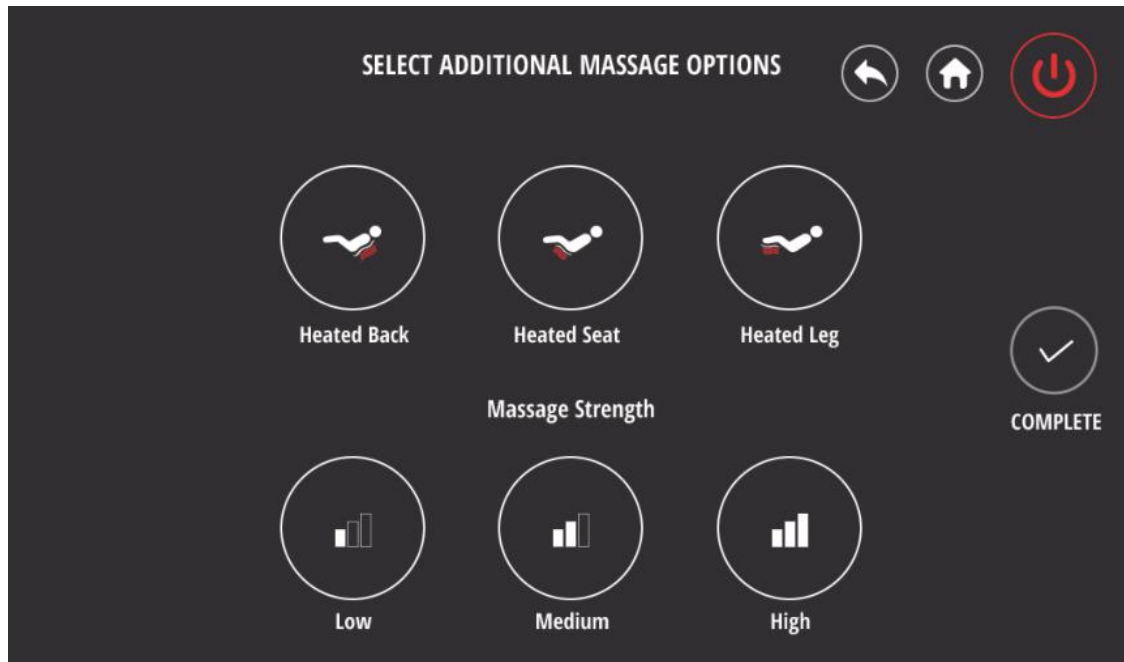 SELECT ADDITIONAL MASSAGE OPTIONS
Heated Back
Heated Seat
Heated Leg
Massage Strength
COMPLETE
Low
Medium
High